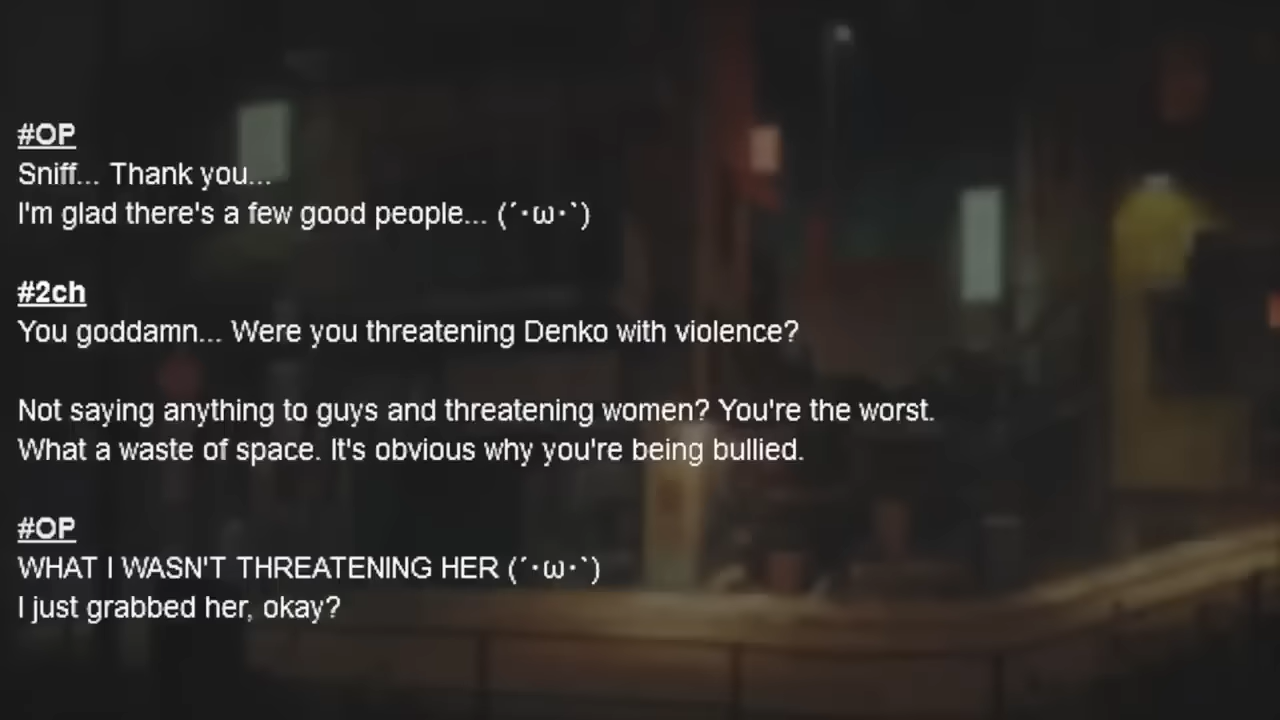 #OP
Sniff... Thank you...
I'm glad there's a few good people... (´･ω･`)
#2ch
You goddamn... Were you threatening Denko with violence?
Not saying anything to guys and threatening women? You're the worst.
What a waste of space. It's obvious why you're being bullied.
#OP
WHAT I WASN'T THREATENING HER (´･ω･`)
I just grabbed her, okay?